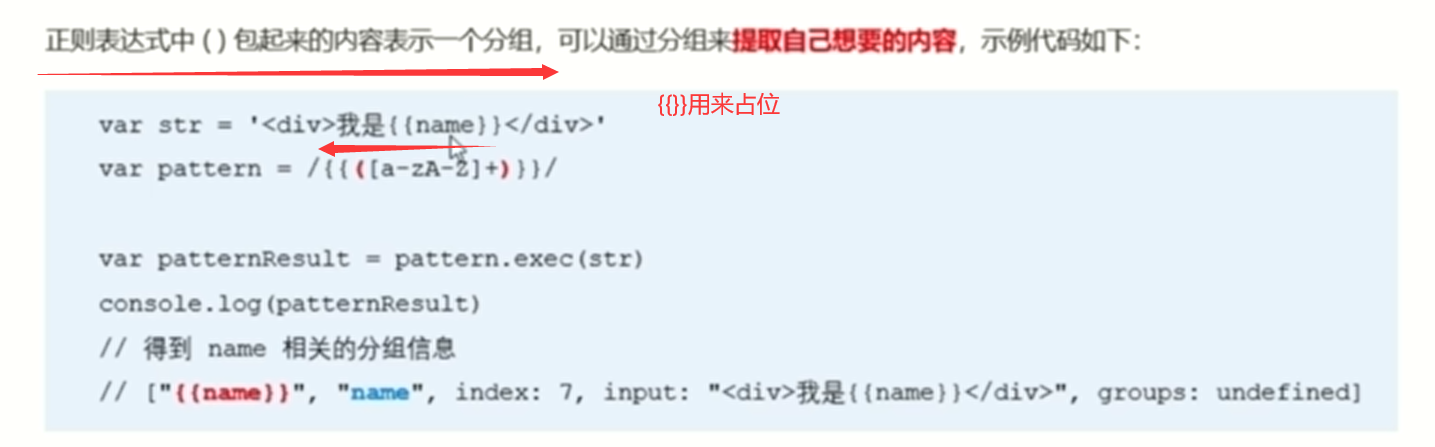 正则表达式中 ( ) 包起来的内容表示一个分组，可以通过分组来提取自己想要的内容，示例代码如下：
{{}}用来占位
var str = '<div>我是{{name}}</div>'
var pattern = /{{([a-zA-Z]+)}}/
var patternResult = pattern.exec(str)
console.log(patternResult)
// 得到 name 相关的分组信息
// ["{{name}}", "name", index: 7, input: "<div>我是{{name}}</div>", groups: undefined]